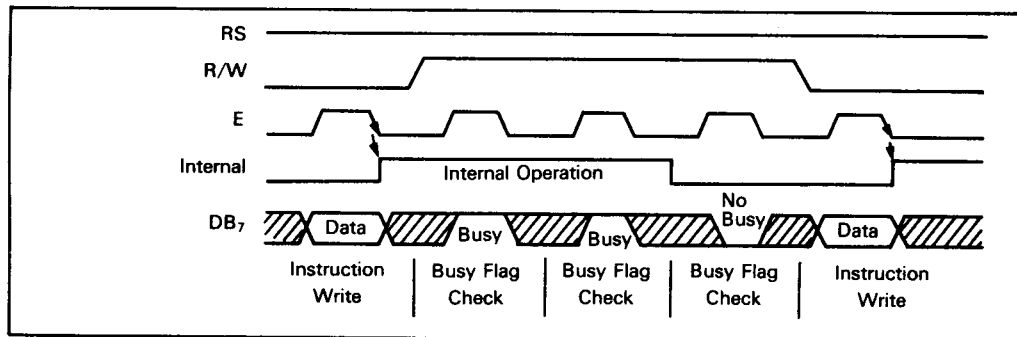 RS
R/W
E
Internal
Internal Operation
DB₇
Data
Busy
Busy
No
Busy
Data
Instruction
Write
Busy Flag
Check
Busy Flag
Check
Busy Flag
Check
Instruction
Write